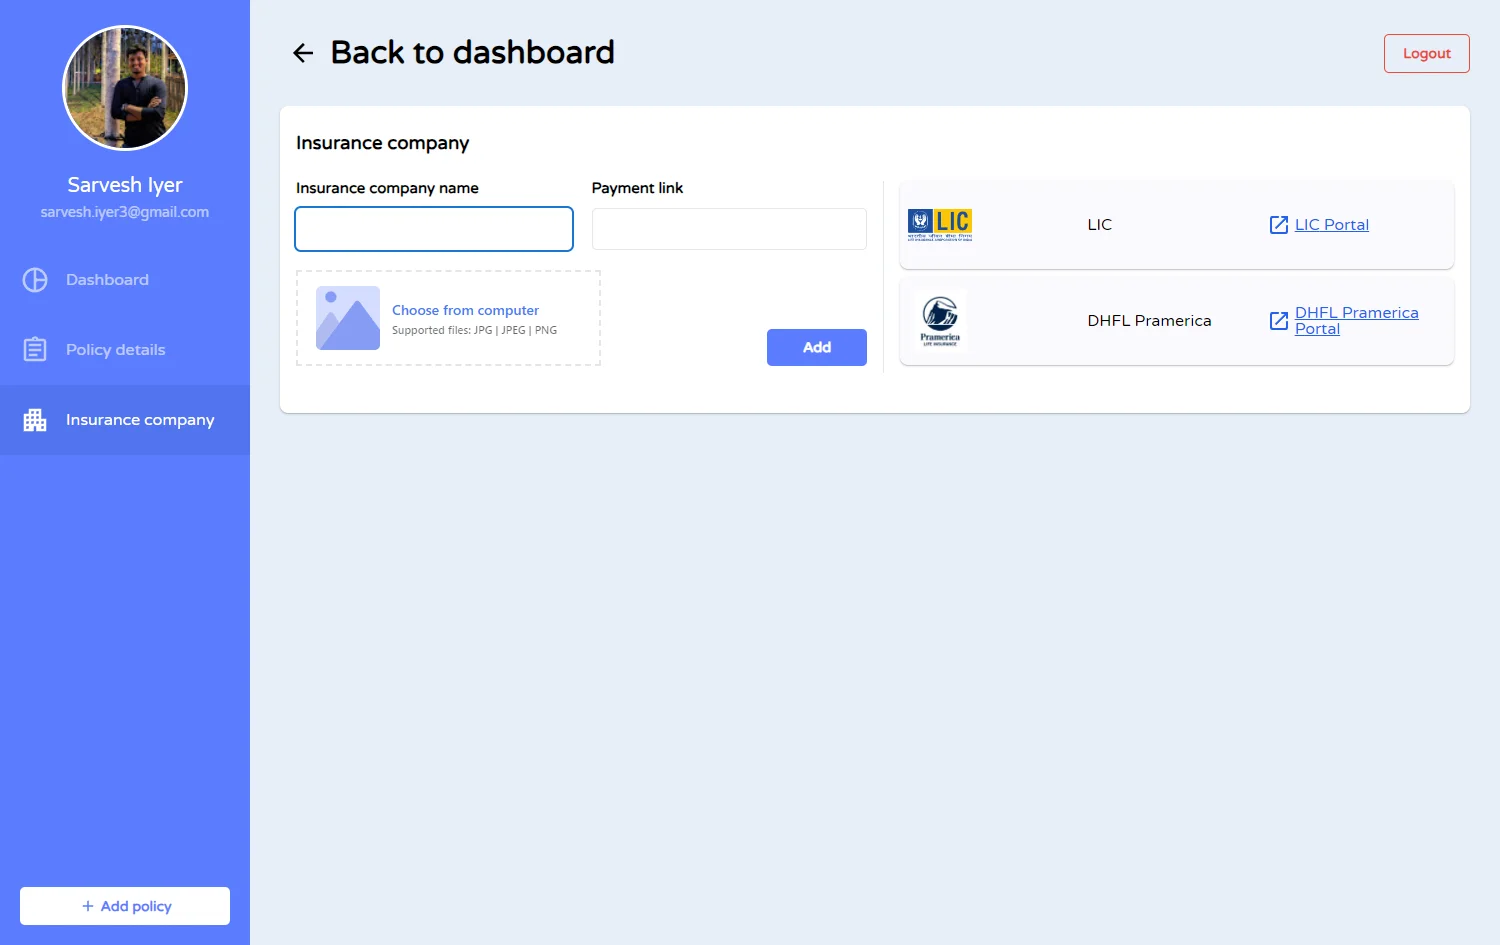 Sarvesh Iyer
sarvesh.iyer3@gmail.com
Dashboard
Policy details
Insurance company
+ Add policy
Back to dashboard
Logout
Insurance company
Insurance company name
Payment link
Choose from computer
Supported files: JPG | JPEG | PNG
Add
LIC
LIC
LIC Portal
Pramerica
LIFE INSURANCE
DHFL Pramerica
DHFL Pramerica
Portal